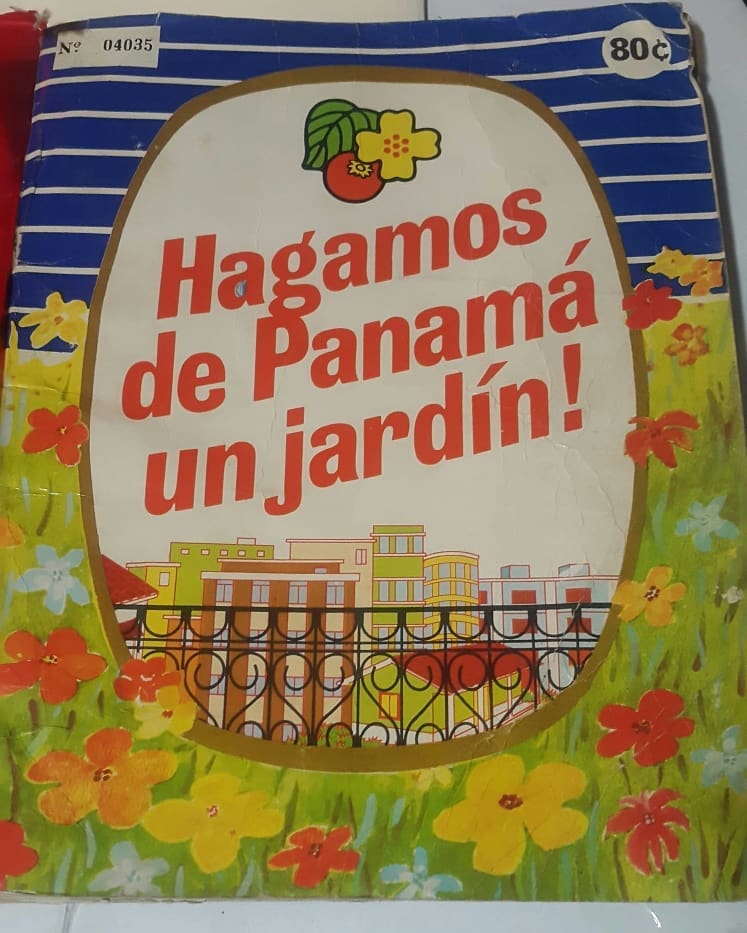 Nº 04035
80¢
Hagamos
de Panamá
un jardín!